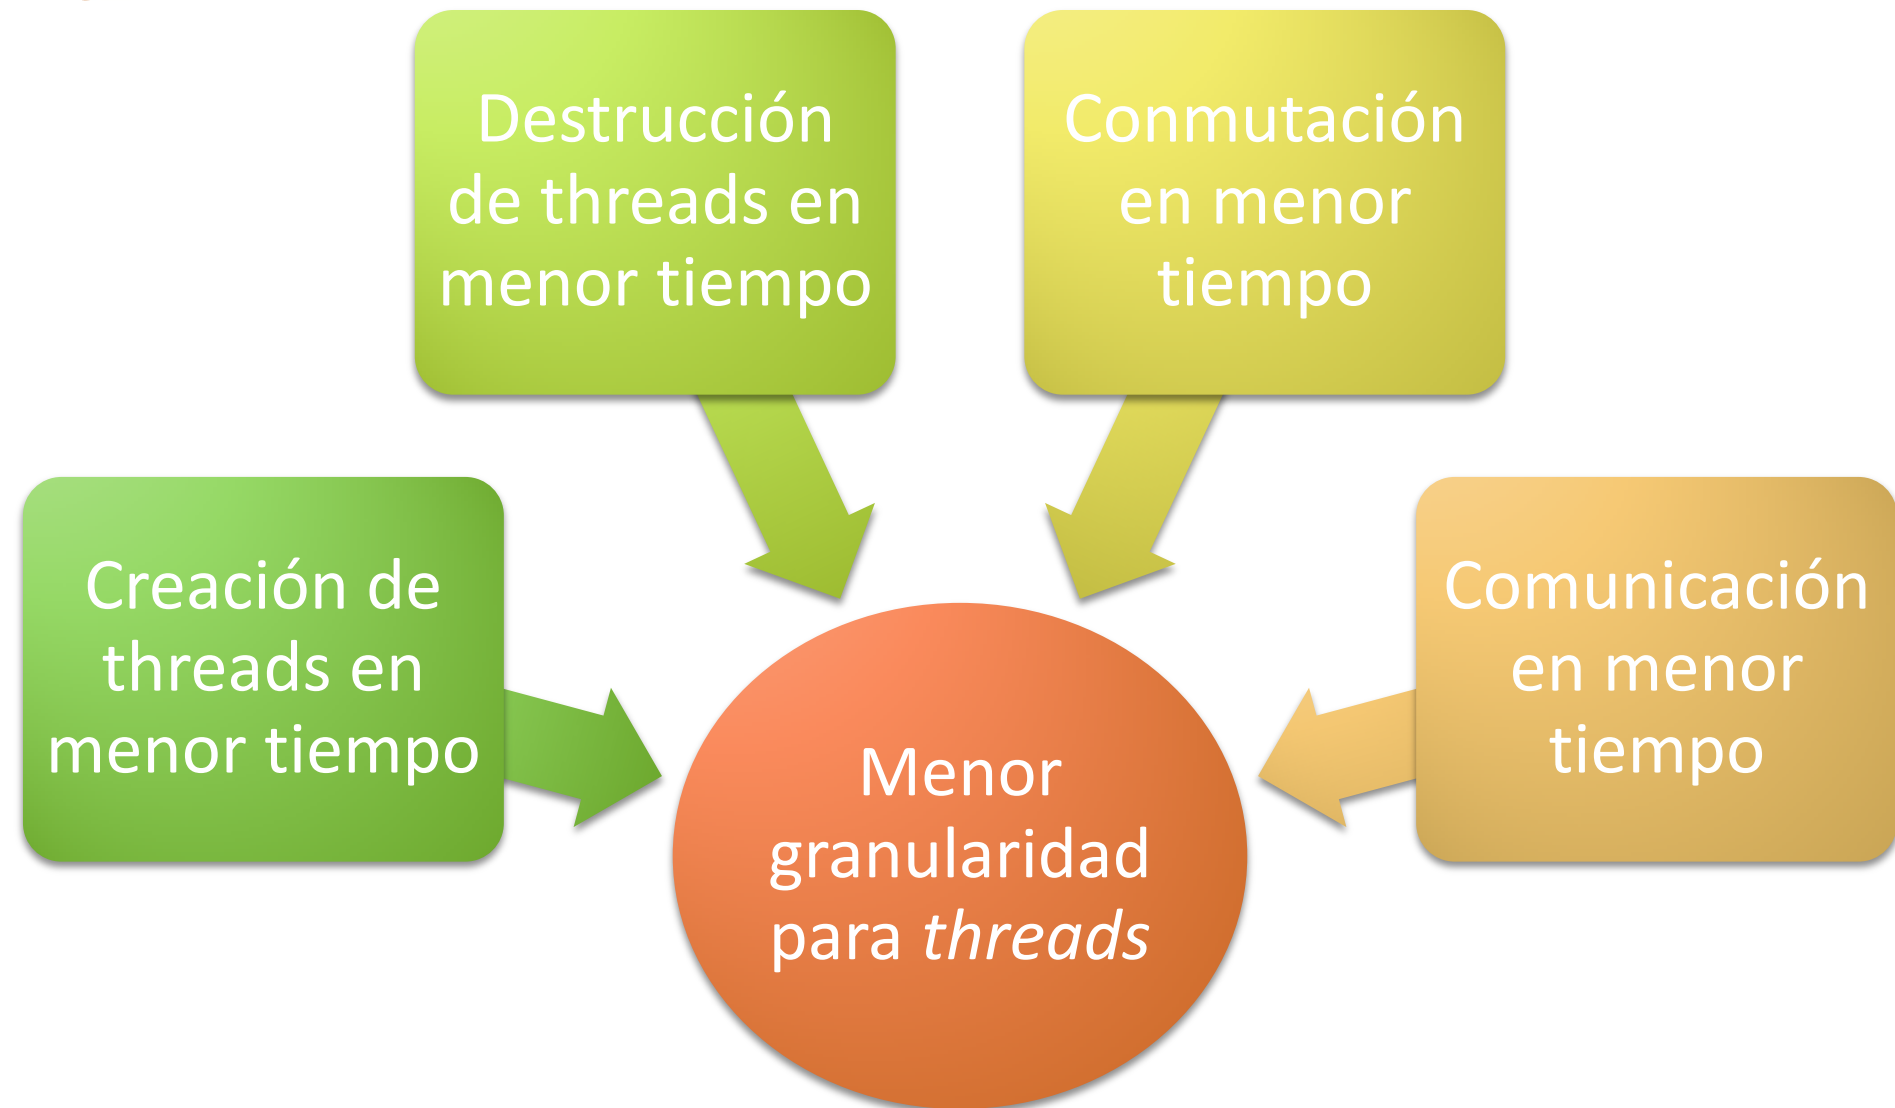 Destrucción
de threads en
menor tiempo
Conmutación
en menor
tiempo
Creación de
threads en
menor tiempo
Comunicación
en menor
tiempo
Menor
granularidad
para threads